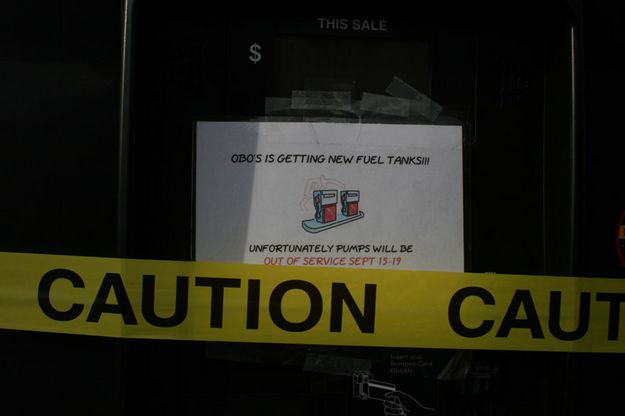 THIS SALE
$
OBO'S IS GETTING NEW FUEL TANKS!!!
UNFORTUNATELY PUMPS WILL BE
OUT OF SERVICE SEPT 15-19
CAUTION CAUT
Insert and
Remove Card
Quickly